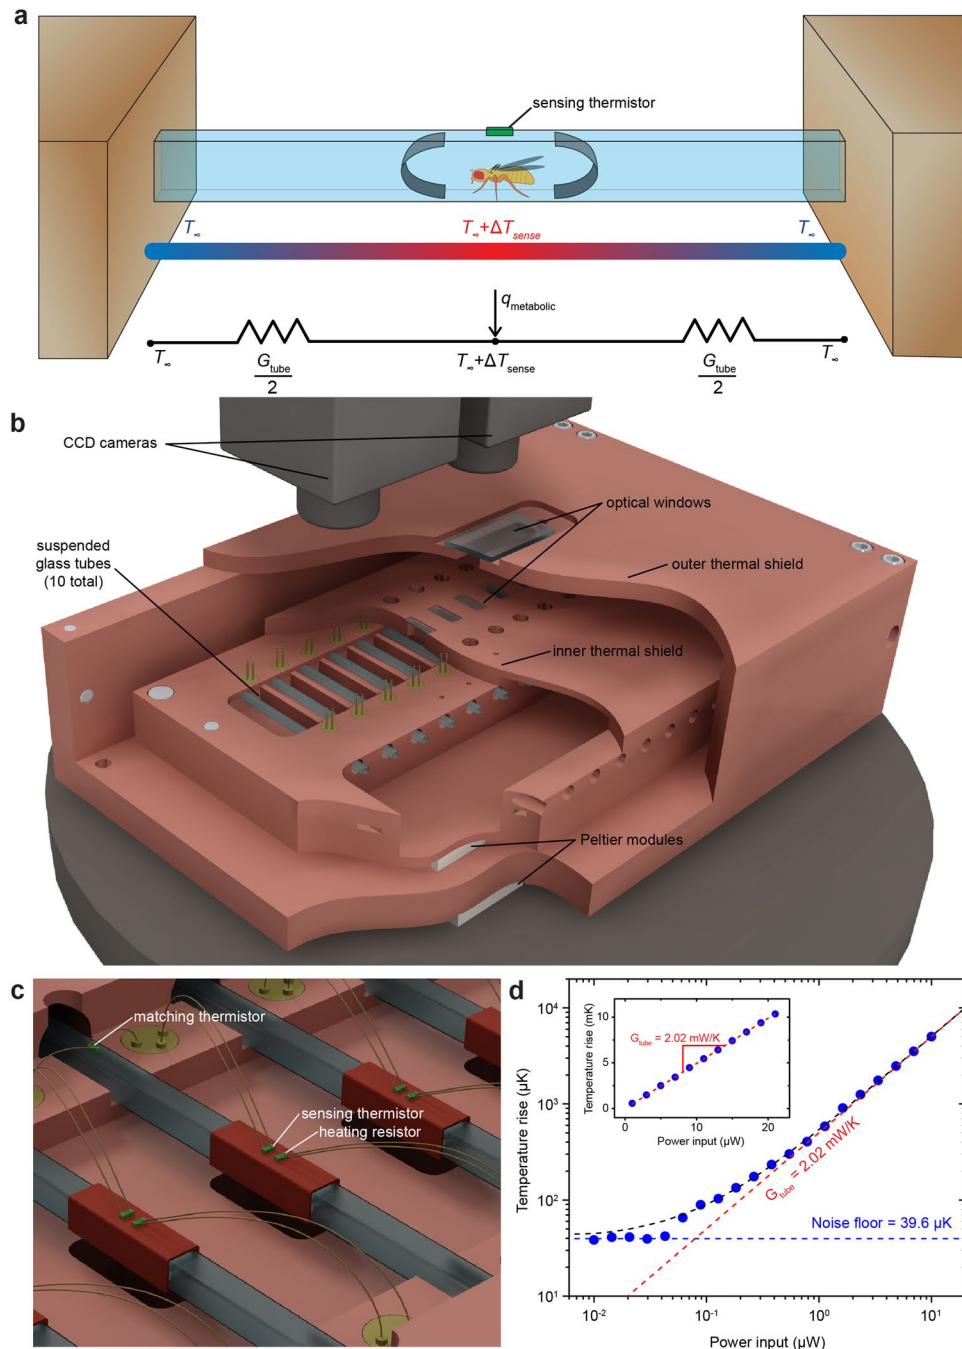 a
sensing thermistor
T∞
T∞+ΔTsense
T∞
qmetabolic
T∞
Gtube
2
T∞+ΔTsense
Gtube
2
T∞
b
CCD cameras
optical windows
suspended
glass tubes
(10 total)
outer thermal shield
inner thermal shield
Peltier modules
c
matching thermistor
sensing thermistor
heating resistor
d
Temperature rise (µK)
10⁴
10³
10²
10¹
Temperature rise (mK)
10
5
0
Gtube = 2.02 mW/K
0
10
20
Power input (µW)
Gtube = 2.02 mW/K
Noise floor = 39.6 µK
10⁻²
10⁻¹
10⁰
10¹
Power input (µW)